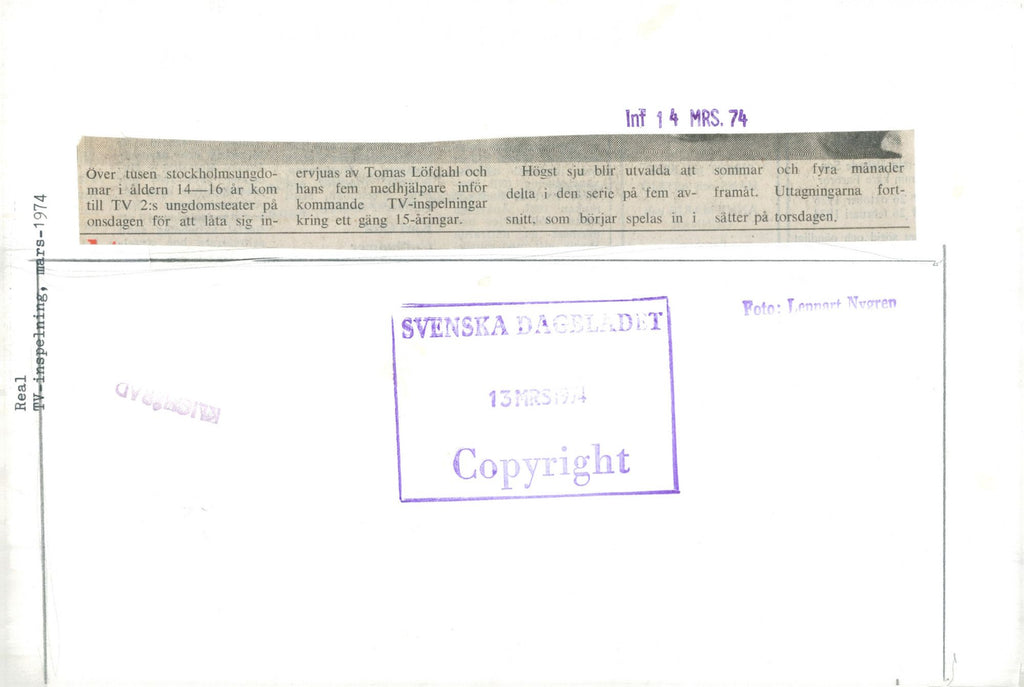 Inf 14 MRS. 74
Över tusen stockholmsungdo-
mar i åldern 14—16 år kom
till TV 2:s ungdomsteater på
onsdagen för att låta sig in-
ervjuas av Tomas Löfdahl och
hans fem medhjälpare inför
kommande TV-inspelningar
kring ett gäng 15-åringar.
Högst sju blir utvalda att
delta i den serie på fem av-
snitt, som börjar spelas in i
sommar och fyra månader
framåt. Uttagningarna fort-
sätter på torsdagen.
Real
TV-inspelning, mars-1974
SVENSKA DAGBLADET
13 MRS 1974
Copyright
Foto: Lennart Nygren